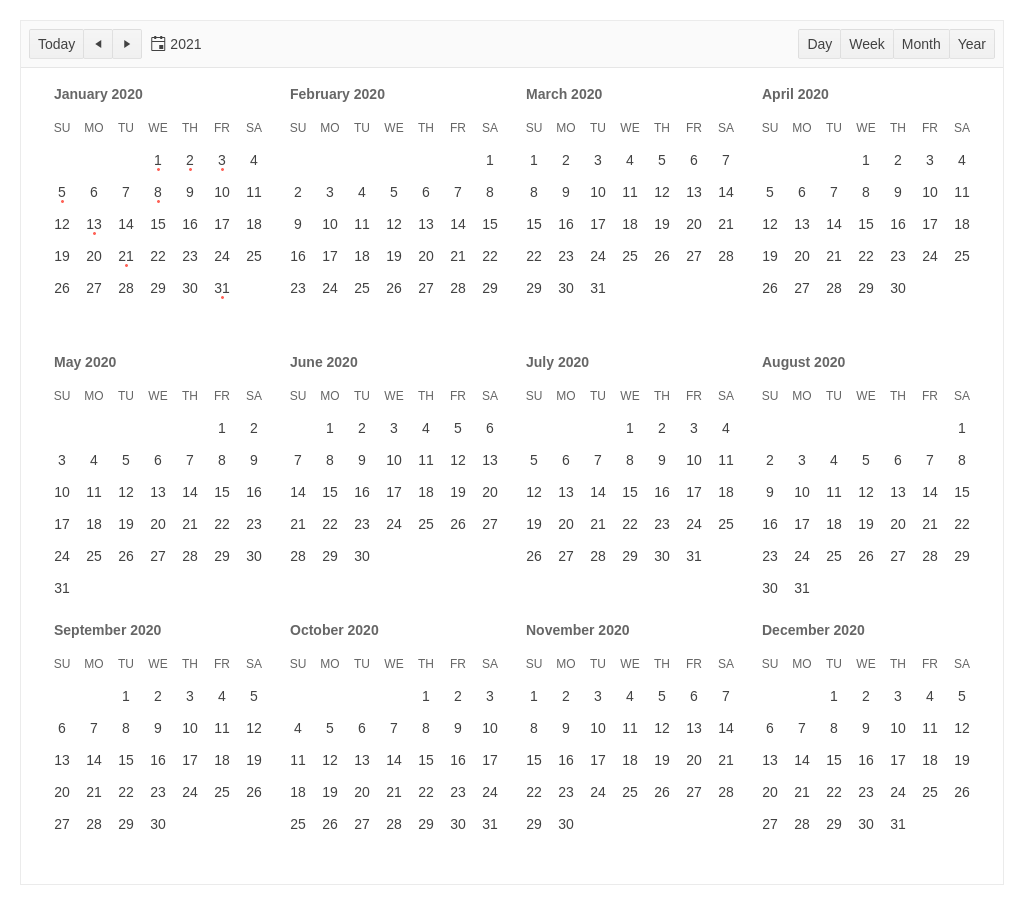 Today 2021 Day Week Month Year
January 2020 February 2020 March 2020 April 2020
SU MO TU WE TH FR SA SU MO TU WE TH FR SA SU MO TU WE TH FR SA SU MO TU WE TH FR SA
1 2 3 4 1 1 2 3 4 5 6 7 1 2 3 4
5 6 7 8 9 10 11 2 3 4 5 6 7 8 8 9 10 11 12 13 14 5 6 7 8 9 10 11
12 13 14 15 16 17 18 9 10 11 12 13 14 15 15 16 17 18 19 20 21 12 13 14 15 16 17 18
19 20 21 22 23 24 25 16 17 18 19 20 21 22 22 23 24 25 26 27 28 19 20 21 22 23 24 25
26 27 28 29 30 31 23 24 25 26 27 28 29 29 30 31 26 27 28 29 30
May 2020 June 2020 July 2020 August 2020
SU MO TU WE TH FR SA SU MO TU WE TH FR SA SU MO TU WE TH FR SA SU MO TU WE TH FR SA
1 2 1 2 3 4 5 6 1 2 3 4 1
3 4 5 6 7 8 9 7 8 9 10 11 12 13 5 6 7 8 9 10 11 2 3 4 5 6 7 8
10 11 12 13 14 15 16 14 15 16 17 18 19 20 12 13 14 15 16 17 18 9 10 11 12 13 14 15
17 18 19 20 21 22 23 21 22 23 24 25 26 27 19 20 21 22 23 24 25 16 17 18 19 20 21 22
24 25 26 27 28 29 30 28 29 30 26 27 28 29 30 31 23 24 25 26 27 28 29
31 30 31
September 2020 October 2020 November 2020 December 2020
SU MO TU WE TH FR SA SU MO TU WE TH FR SA SU MO TU WE TH FR SA SU MO TU WE TH FR SA
1 2 3 4 5 1 2 3 1 2 3 4 5 6 7 1 2 3 4 5
6 7 8 9 10 11 12 4 5 6 7 8 9 10 8 9 10 11 12 13 14 6 7 8 9 10 11 12
13 14 15 16 17 18 19 11 12 13 14 15 16 17 15 16 17 18 19 20 21 13 14 15 16 17 18 19
20 21 22 23 24 25 26 18 19 20 21 22 23 24 22 23 24 25 26 27 28 20 21 22 23 24 25 26
27 28 29 30 25 26 27 28 29 30 31 29 30 27 28 29 30 31